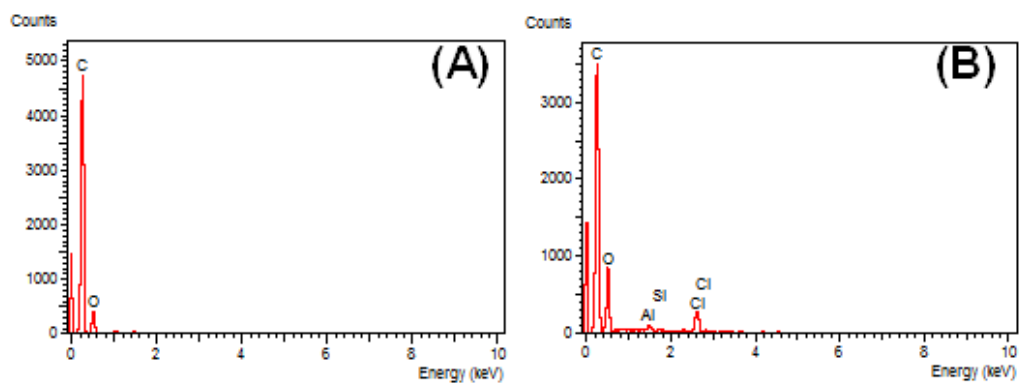 Counts
(A)
5000
C
4000
3000
2000
1000
O
0
0 2 4 6 8 10
Energy (keV)
Counts
(B)
C
3000
2000
1000
O
SI
Al
Cl
Cl
0
0 2 4 6 8 10
Energy (keV)